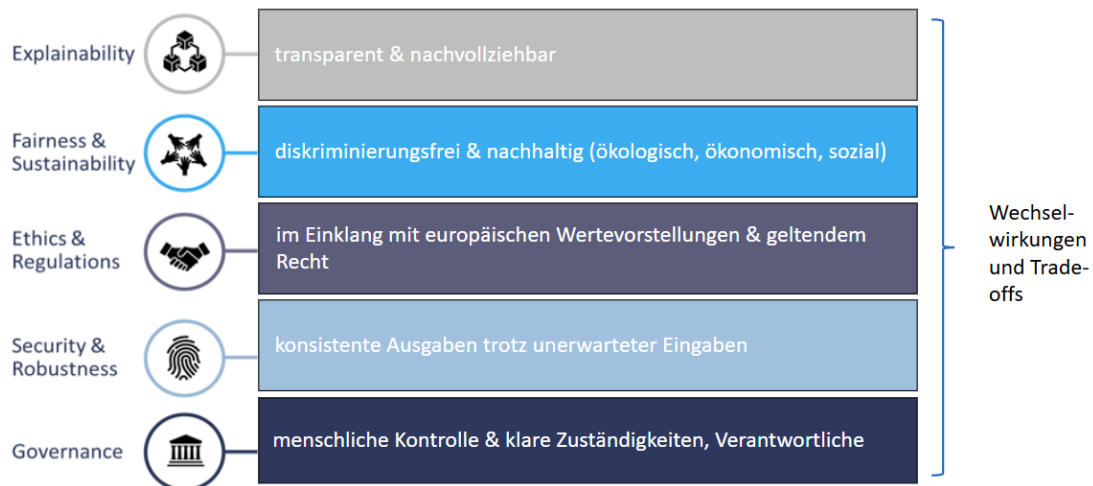 Explainability
transparent & nachvollziehbar
Fairness &
Sustainability
diskriminierungsfrei & nachhaltig (ökologisch, ökonomisch, sozial)
Ethics &
Regulations
im Einklang mit europäischen Wertevorstellungen & geltendem
Recht
Security &
Robustness
konsistente Ausgaben trotz unerwarteter Eingaben
Governance
menschliche Kontrolle & klare Zuständigkeiten, Verantwortliche
Wechsel-
wirkungen
und Trade-
offs